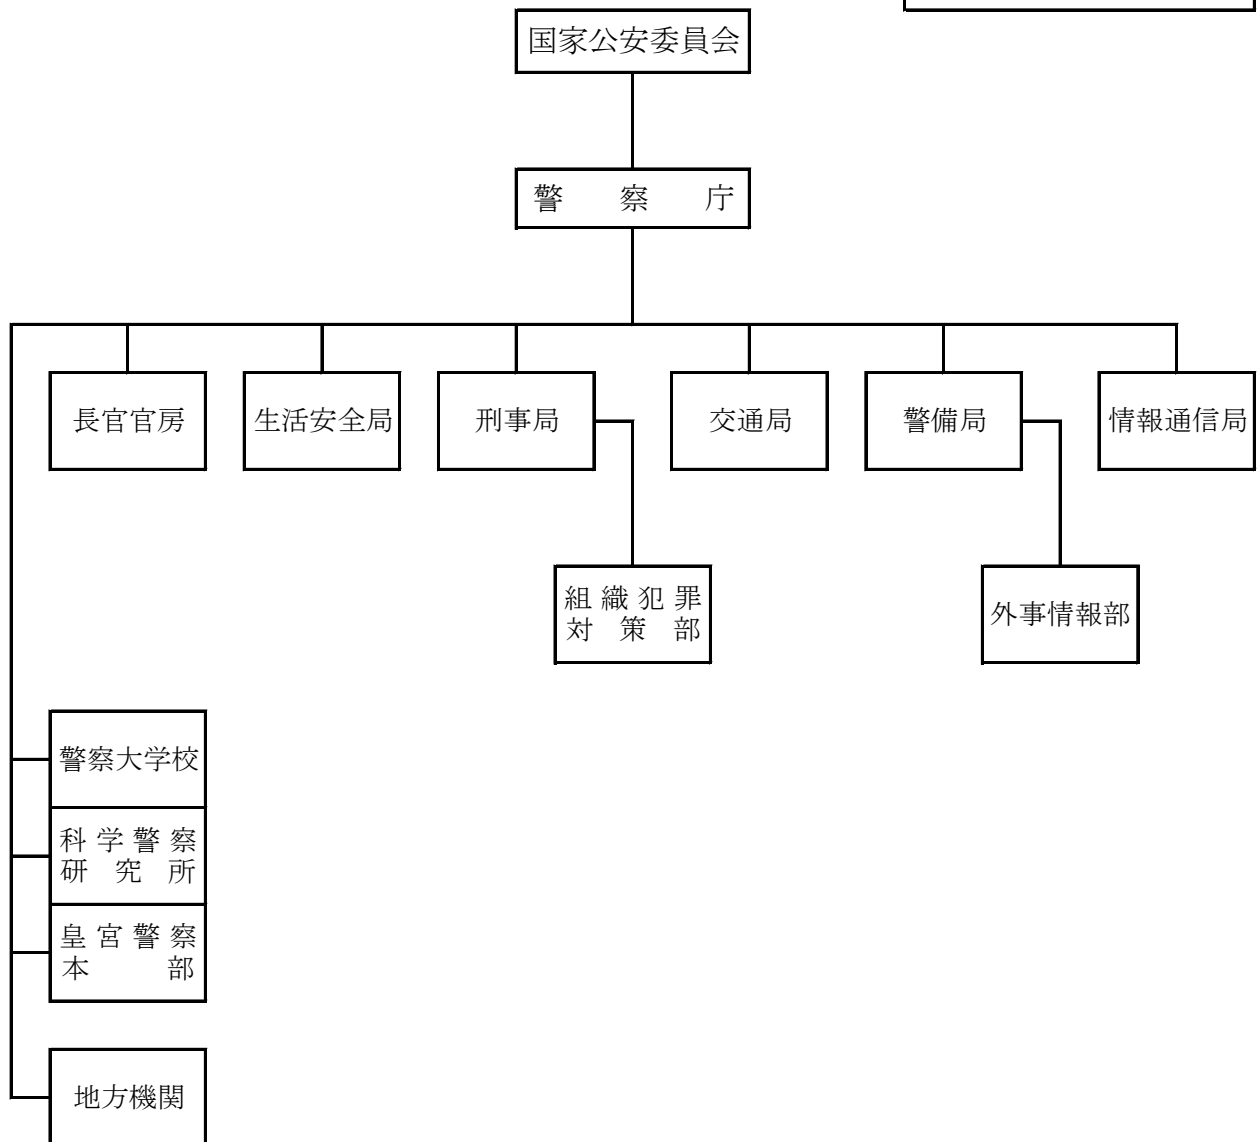 国家公安委員会
警察庁
長官官房
生活安全局
刑事局
交通局
警備局
情報通信局
組織犯罪
対策部
外事情報部
警察大学校
科学警察
研究所
皇宮警察
本部
地方機関